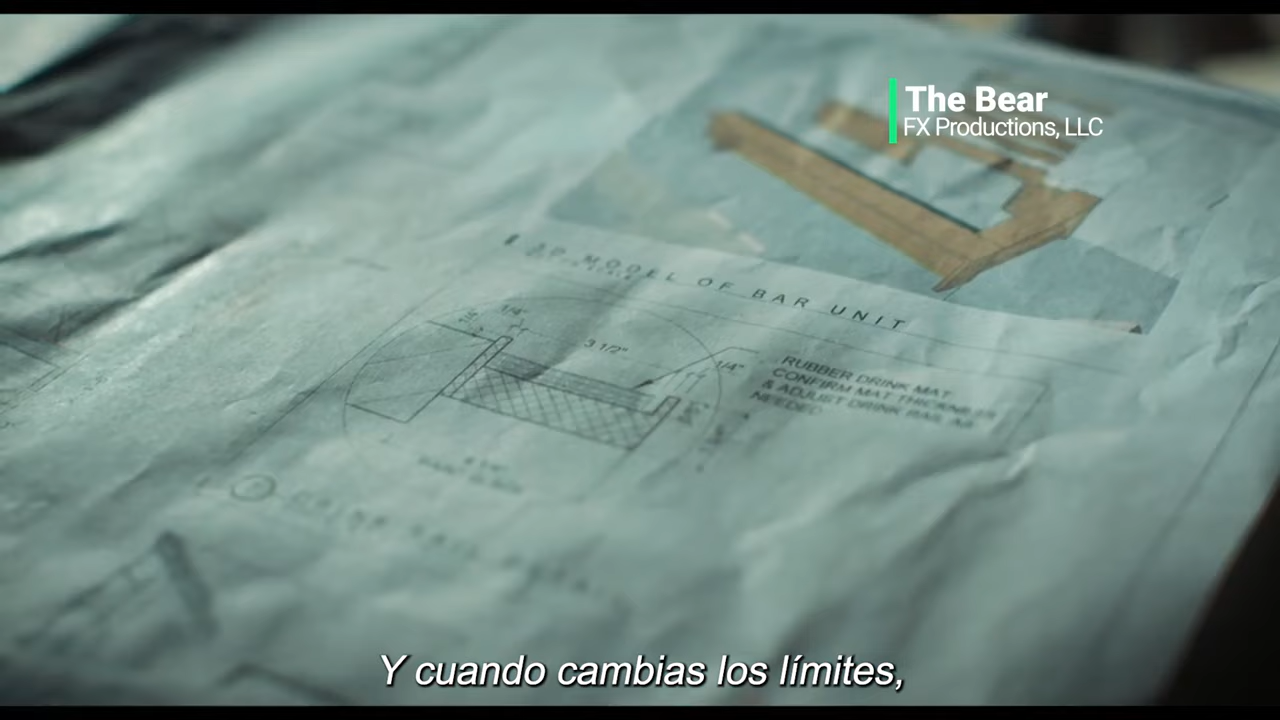 The Bear
FX Productions, LLC
3D MODEL OF BAR UNIT
1/4"
3 1/2"
1/4"
RUBBER DRINK MAT
CONFIRM MAT THICKNESS
& ADJUST DRINK RAIL AS
NEEDED
Y cuando cambias los límites,